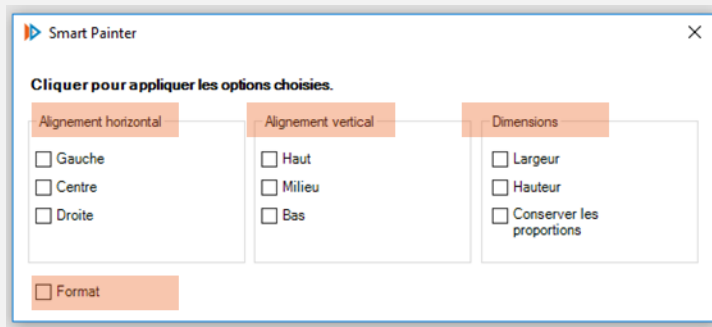 Smart Painter
Cliquer pour appliquer les options choisies.
Alignement horizontal
Gauche
Centre
Droite
Alignement vertical
Haut
Milieu
Bas
Dimensions
Largeur
Hauteur
Conserver les
proportions
Format